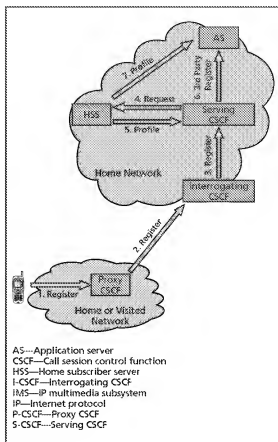 AS
7. Profile
6. 3rd Party
Register
4. Request
HSS
Serving
CSCF
5. Profile
3. Register
Home Network
Interrogating
CSCF
2. Register
Proxy
CSCF
1. Register
Home or Visited
Network
AS—Application server
CSCF—Call session control function
HSS—Home subscriber server
I-CSCF—Interrogating CSCF
IMS—IP multimedia subsystem
IP—Internet protocol
P-CSCF—Proxy CSCF
S-CSCF—Serving CSCF